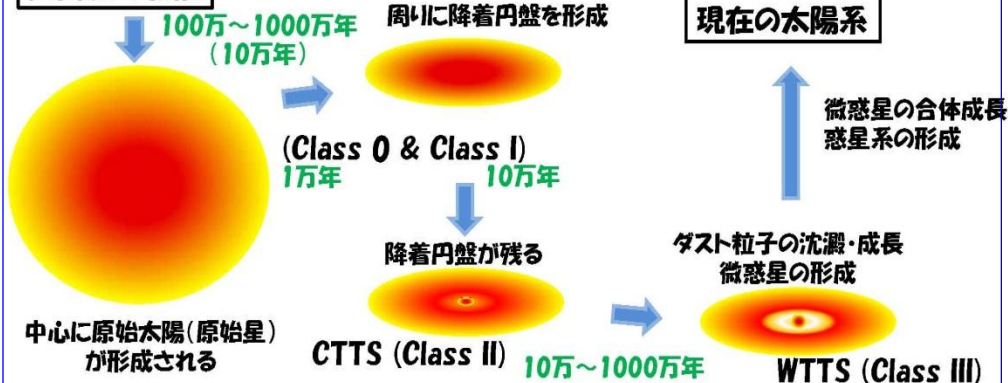 100万～1000万年
(10万年)
周りに降着円盤を形成
現在の太陽系
(Class 0 & Class I)
1万年
10万年
微惑星の合体成長
惑星系の形成
降着円盤が残る
ダスト粒子の沈澱・成長
微惑星の形成
中心に原始太陽(原始星)
が形成される
CTTS (Class II)
10万～1000万年
WTTS (Class III)